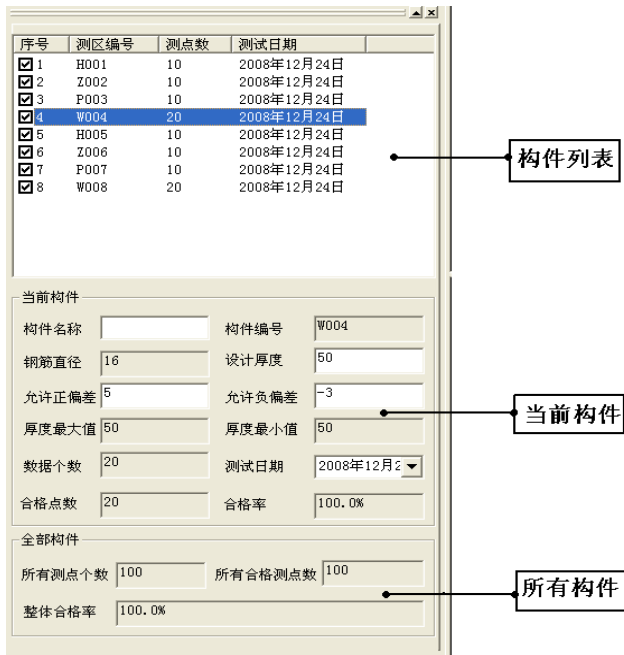 序号 测区编号 测点数 测试日期
1 H001 10 2008年12月24日
2 Z002 10 2008年12月24日
3 P003 10 2008年12月24日
4 W004 20 2008年12月24日
5 H005 10 2008年12月24日
6 Z006 10 2008年12月24日
7 P007 10 2008年12月24日
8 W008 20 2008年12月24日
构件列表
当前构件
构件名称 构件编号 W004
钢筋直径 16 设计厚度 50
允许正偏差 5 允许负偏差 -3
当前构件
厚度最大值 50 厚度最小值 50
数据个数 20 测试日期 2008年12月2
合格点数 20 合格率 100.0%
全部构件
所有测点个数 100 所有合格测点数 100
所有构件
整体合格率 100.0%